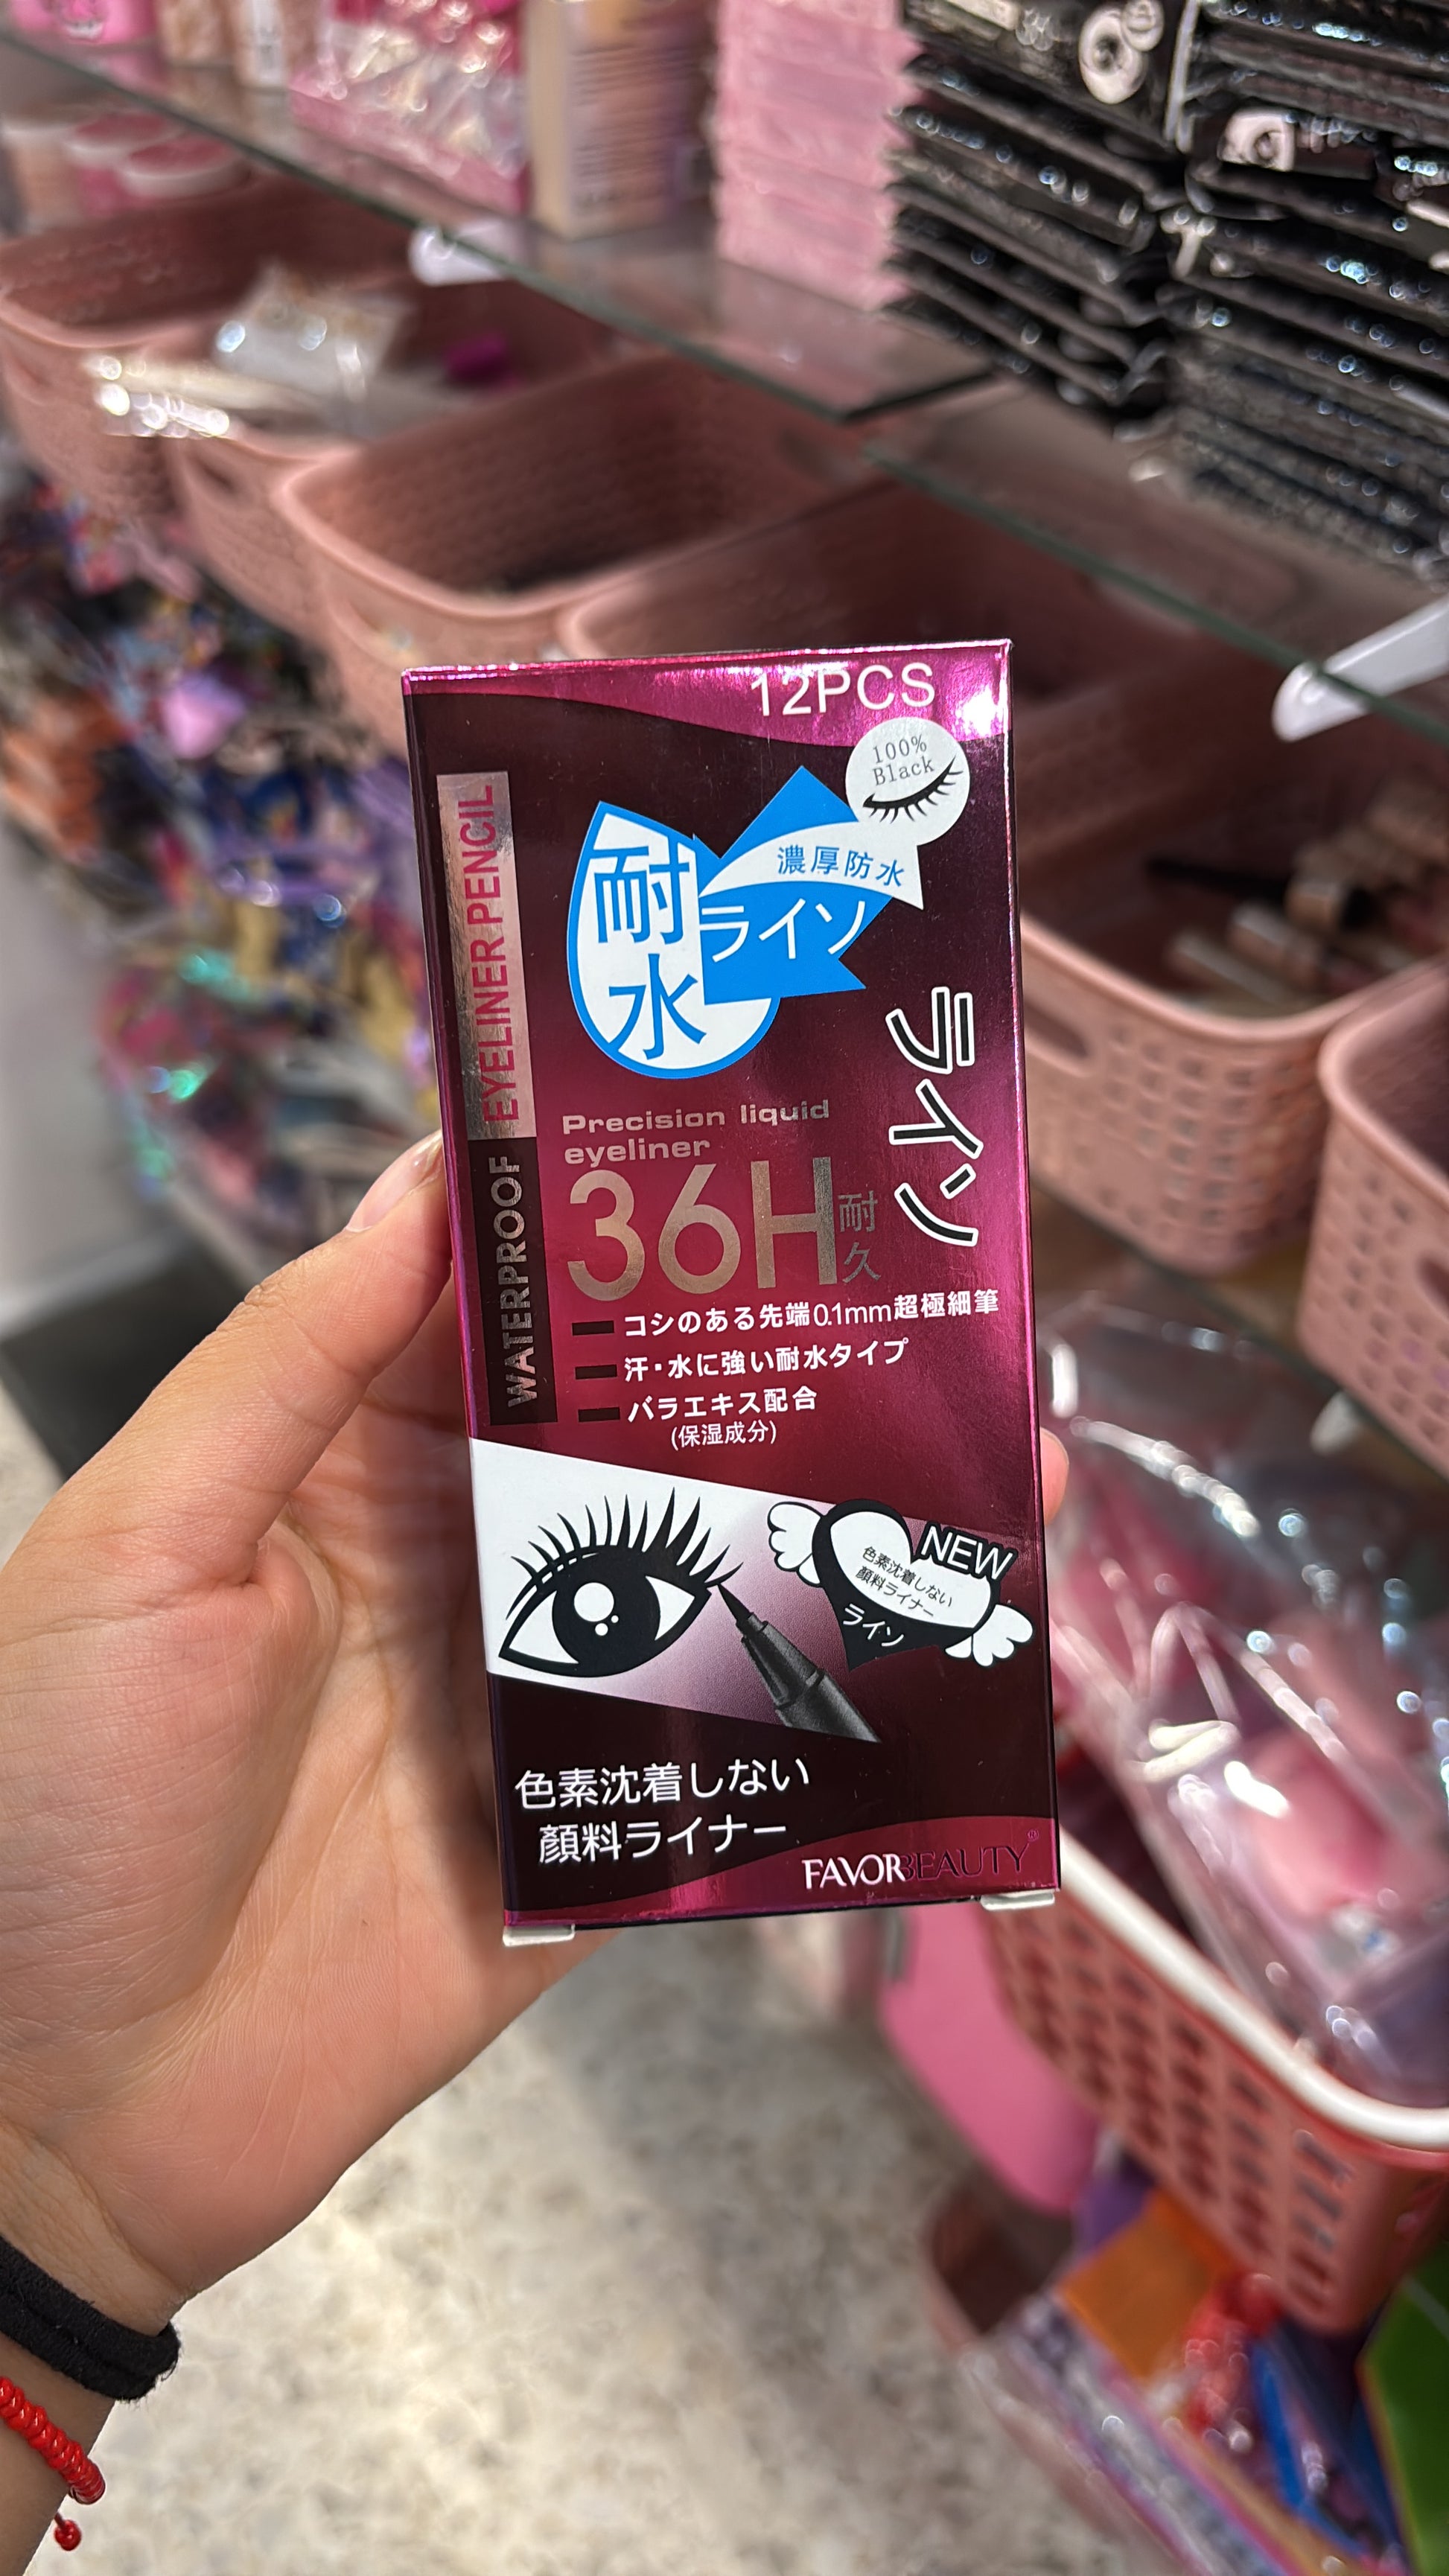 12PCS
100%
Black
濃厚防水
耐水
ライソ
ライン
EYELINER PENCIL
WATERPROOF
Precision liquid
eyeliner
36H耐久
コシのある先端0.1mm超極細筆
汗・水に強い耐水タイプ
バラエキス配合
(保湿成分)
NEW
色素沈着しない
顔料ライナー
ライン
色素沈着しない
顔料ライナー
FAVORBEAUTY®